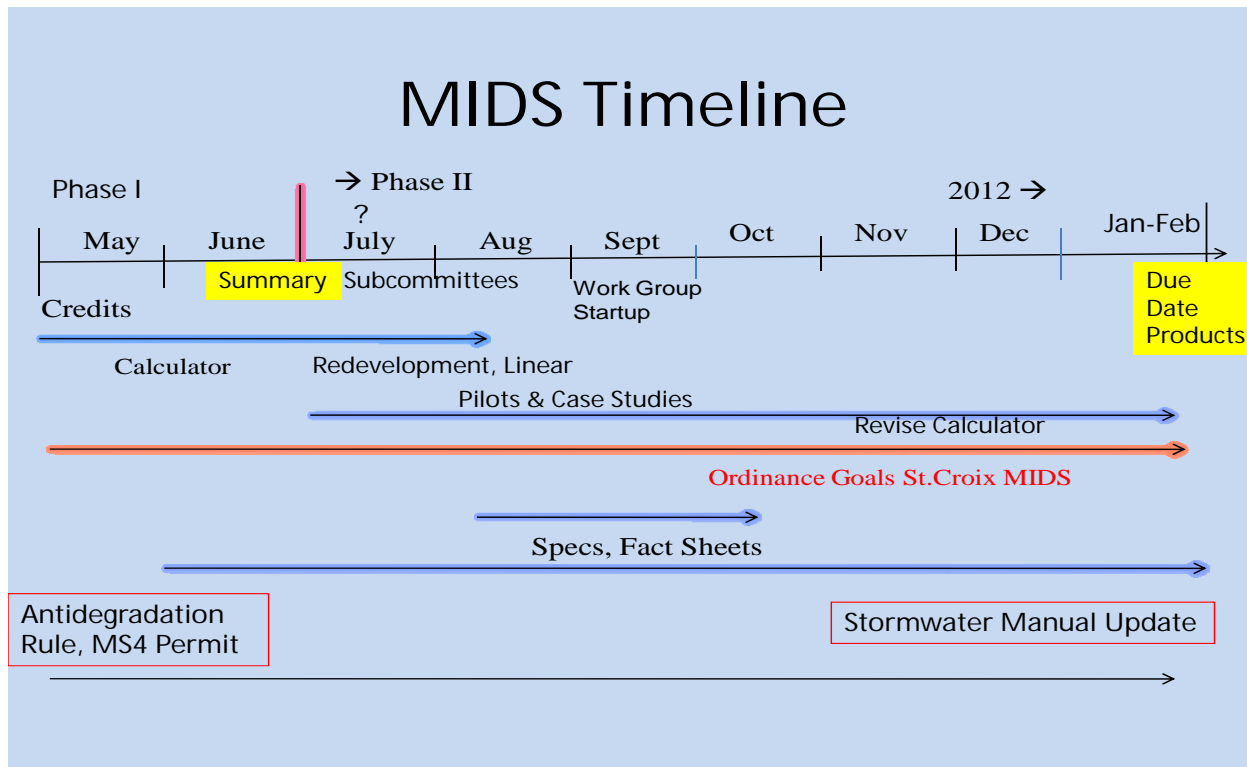 MIDS Timeline
Phase I
→ Phase II
?
2012 →
May
June
July
Aug
Sept
Oct
Nov
Dec
Jan-Feb
Summary
Subcommittees
Work Group
Startup
Due
Date
Products
Credits
Calculator
Redevelopment, Linear
Pilots & Case Studies
Revise Calculator
Ordinance Goals St.Croix MIDS
Specs, Fact Sheets
Antidegradation
Rule, MS4 Permit
Stormwater Manual Update